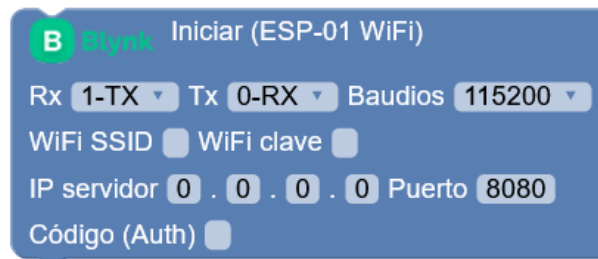 B Blynk Iniciar (ESP-01 WiFi)
Rx 1-TX Tx 0-RX Baudios 115200
WiFi SSID WiFi clave
IP servidor 0 . 0 . 0 . 0 Puerto 8080
Código (Auth)